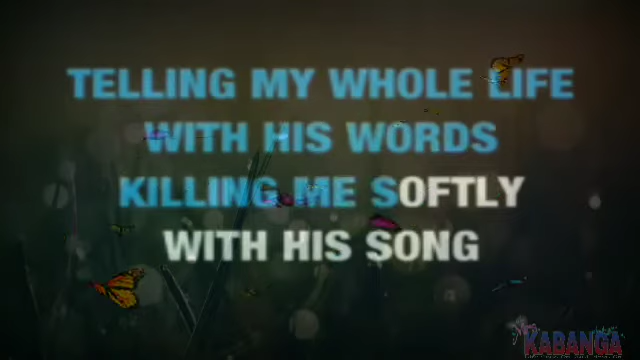 TELLING MY WHOLE LIFE
WITH HIS WORDS
KILLING ME SOFTLY
WITH HIS SONG
KABANGA